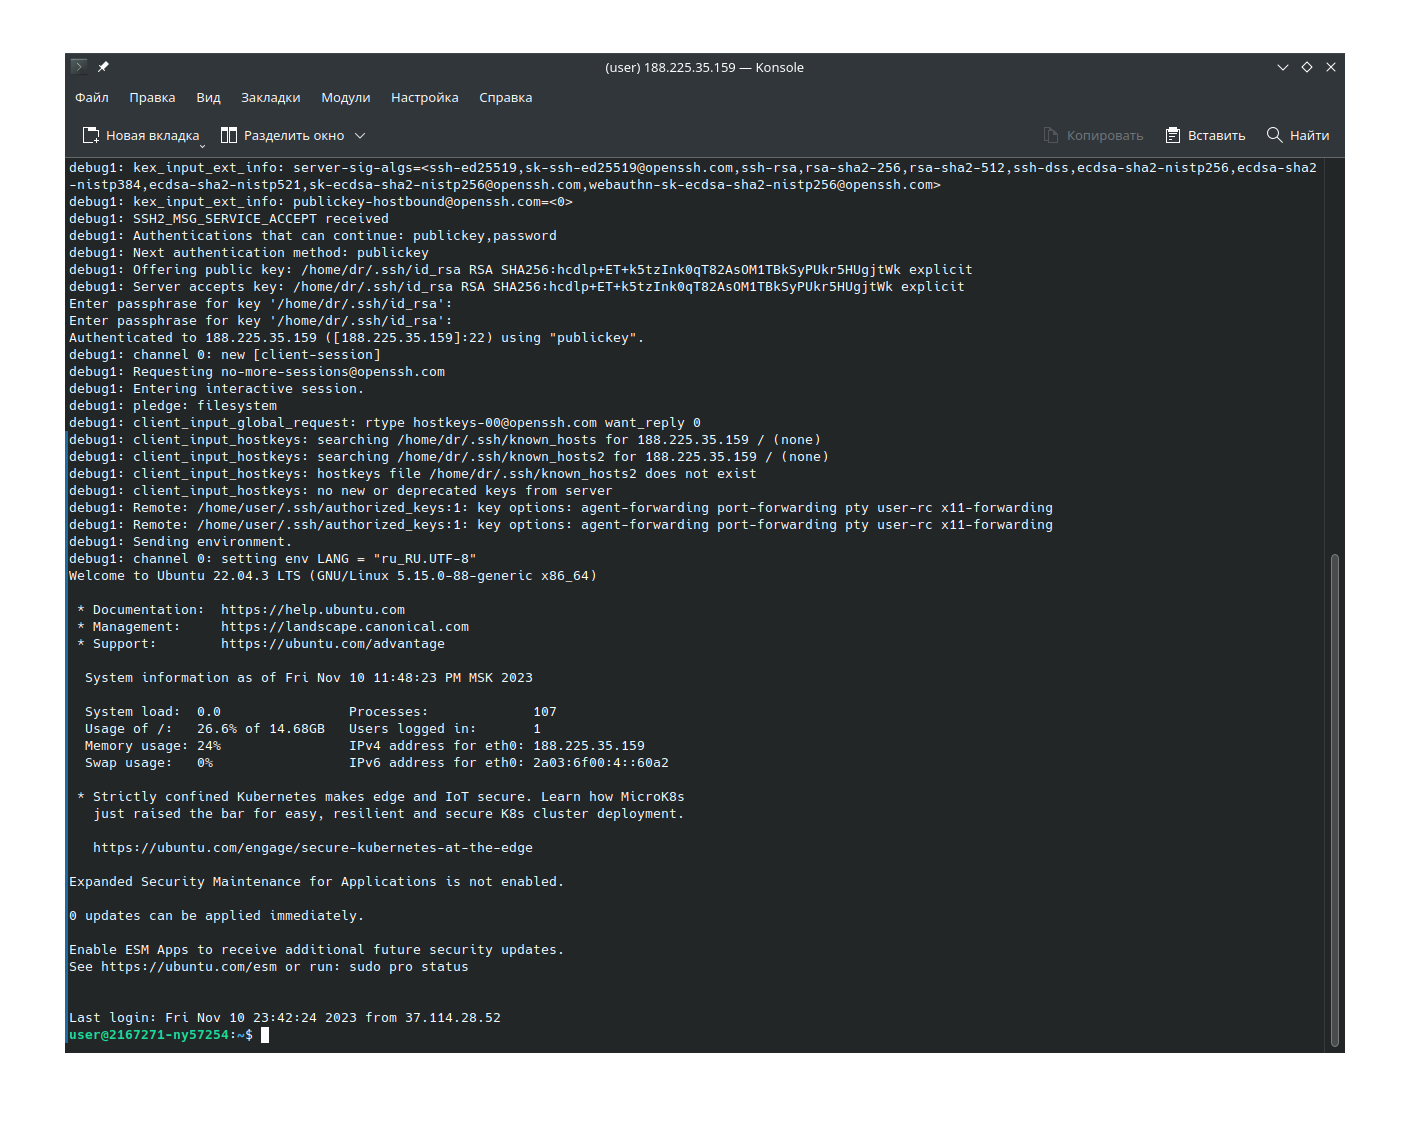 (user) 188.225.35.159 — Konsole
Файл Правка Вид Закладки Модули Настройка Справка
Новая вкладка Разделить окно Копировать Вставить Найти
debug1: kex_input_ext_info: server-sig-algs=<ssh-ed25519,sk-ssh-ed25519@openssh.com,ssh-rsa,rsa-sha2-256,rsa-sha2-512,ssh-dss,ecdsa-sha2-nistp256,ecdsa-sha2
-nistp384,ecdsa-sha2-nistp521,sk-ecdsa-sha2-nistp256@openssh.com,webauthn-sk-ecdsa-sha2-nistp256@openssh.com>
debug1: kex_input_ext_info: publickey-hostbound@openssh.com=<0>
debug1: SSH2_MSG_SERVICE_ACCEPT received
debug1: Authentications that can continue: publickey,password
debug1: Next authentication method: publickey
debug1: Offering public key: /home/dr/.ssh/id_rsa RSA SHA256:hcdlp+ET+k5tzInk0qT82AsOM1TBkSyPUkr5HUgjtWk explicit
debug1: Server accepts key: /home/dr/.ssh/id_rsa RSA SHA256:hcdlp+ET+k5tzInk0qT82AsOM1TBkSyPUkr5HUgjtWk explicit
Enter passphrase for key '/home/dr/.ssh/id_rsa':
Enter passphrase for key '/home/dr/.ssh/id_rsa':
Authenticated to 188.225.35.159 ([188.225.35.159]:22) using "publickey".
debug1: channel 0: new [client-session]
debug1: Requesting no-more-sessions@openssh.com
debug1: Entering interactive session.
debug1: pledge: filesystem
debug1: client_input_global_request: rtype hostkeys-00@openssh.com want_reply 0
debug1: client_input_hostkeys: searching /home/dr/.ssh/known_hosts for 188.225.35.159 / (none)
debug1: client_input_hostkeys: searching /home/dr/.ssh/known_hosts2 for 188.225.35.159 / (none)
debug1: client_input_hostkeys: hostkeys file /home/dr/.ssh/known_hosts2 does not exist
debug1: client_input_hostkeys: no new or deprecated keys from server
debug1: Remote: /home/user/.ssh/authorized_keys:1: key options: agent-forwarding port-forwarding pty user-rc x11-forwarding
debug1: Remote: /home/user/.ssh/authorized_keys:1: key options: agent-forwarding port-forwarding pty user-rc x11-forwarding
debug1: Sending environment.
debug1: channel 0: setting env LANG = "ru_RU.UTF-8"
Welcome to Ubuntu 22.04.3 LTS (GNU/Linux 5.15.0-88-generic x86_64)
* Documentation: https://help.ubuntu.com
* Management: https://landscape.canonical.com
* Support: https://ubuntu.com/advantage
System information as of Fri Nov 10 11:48:23 PM MSK 2023
System load: 0.0 Processes: 107
Usage of /: 26.6% of 14.68GB Users logged in: 1
Memory usage: 24% IPv4 address for eth0: 188.225.35.159
Swap usage: 0% IPv6 address for eth0: 2a03:6f00:4::60a2
* Strictly confined Kubernetes makes edge and IoT secure. Learn how MicroK8s
just raised the bar for easy, resilient and secure K8s cluster deployment.
https://ubuntu.com/engage/secure-kubernetes-at-the-edge
Expanded Security Maintenance for Applications is not enabled.
0 updates can be applied immediately.
Enable ESM Apps to receive additional future security updates.
See https://ubuntu.com/esm or run: sudo pro status
Last login: Fri Nov 10 23:42:24 2023 from 37.114.28.52
user@2167271-ny57254:~$